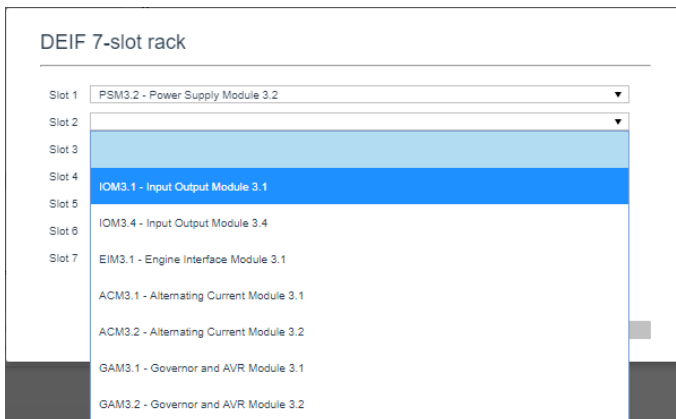 DEIF 7-slot rack
Slot 1 PSM3.2 - Power Supply Module 3.2
Slot 2
Slot 3
Slot 4 IOM3.1 - Input Output Module 3.1
Slot 5
Slot 6 IOM3.4 - Input Output Module 3.4
Slot 7 EIM3.1 - Engine Interface Module 3.1
ACM3.1 - Alternating Current Module 3.1
ACM3.2 - Alternating Current Module 3.2
GAM3.1 - Governor and AVR Module 3.1
GAM3.2 - Governor and AVR Module 3.2